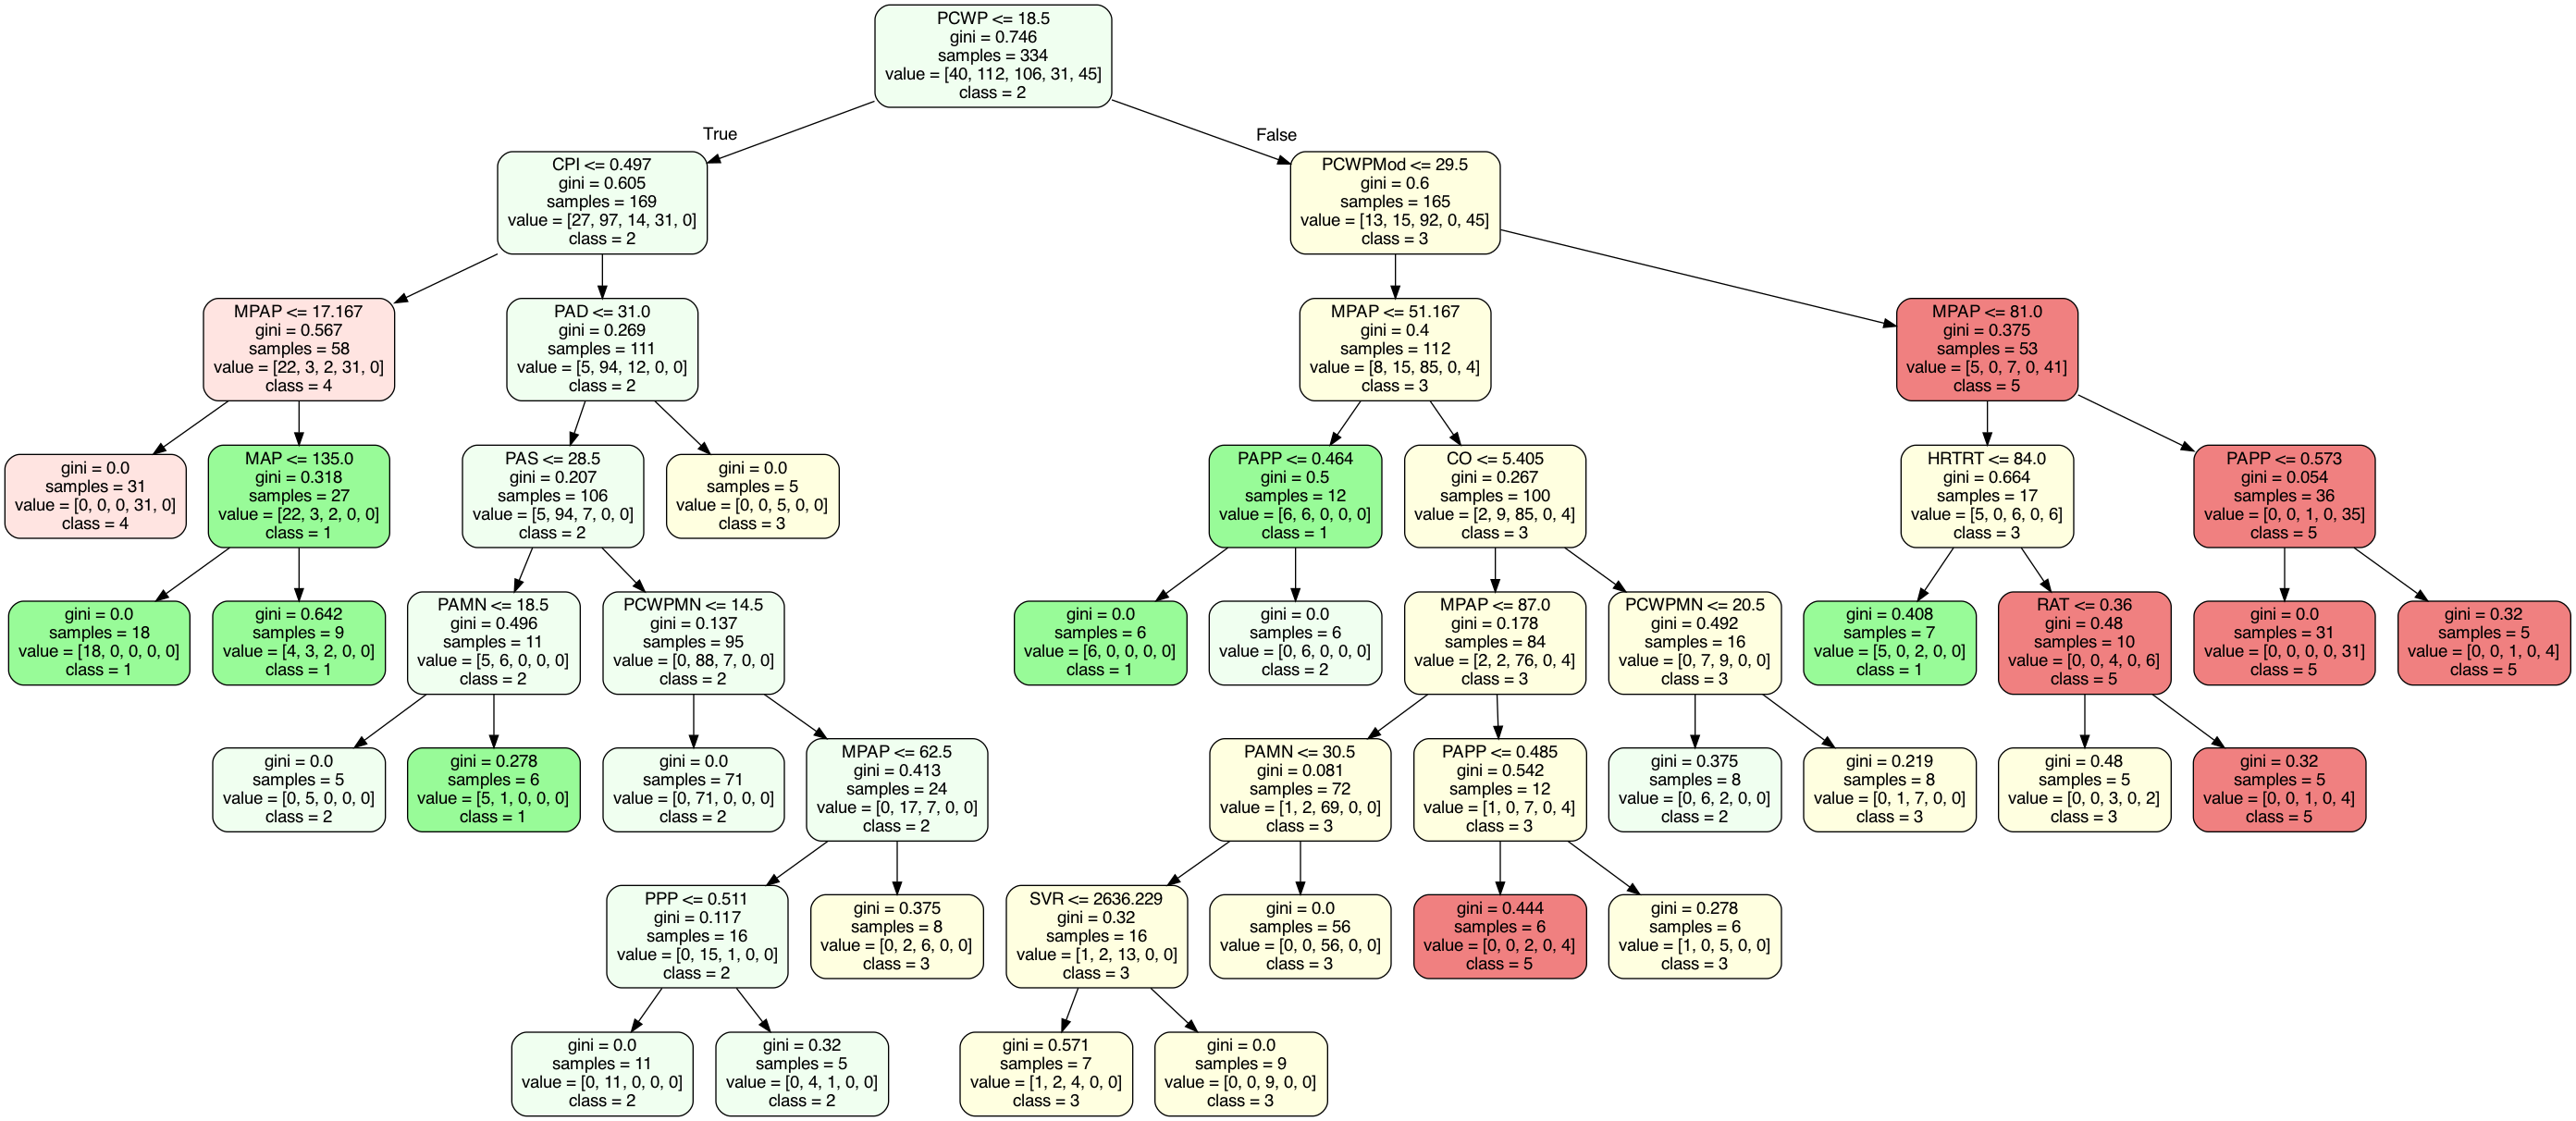 PCWP <= 18.5
gini = 0.746
samples = 334
value = [40, 112, 106, 31, 45]
class = 2
True
False
CPI <= 0.497
gini = 0.605
samples = 169
value = [27, 97, 14, 31, 0]
class = 2
PCWPMod <= 29.5
gini = 0.6
samples = 165
value = [13, 15, 92, 0, 45]
class = 3
MPAP <= 17.167
gini = 0.567
samples = 58
value = [22, 3, 2, 31, 0]
class = 4
PAD <= 31.0
gini = 0.269
samples = 111
value = [5, 94, 12, 0, 0]
class = 2
MPAP <= 51.167
gini = 0.4
samples = 112
value = [8, 15, 85, 0, 4]
class = 3
MPAP <= 81.0
gini = 0.375
samples = 53
value = [5, 0, 7, 0, 41]
class = 5
gini = 0.0
samples = 31
value = [0, 0, 0, 31, 0]
class = 4
MAP <= 135.0
gini = 0.318
samples = 27
value = [22, 3, 2, 0, 0]
class = 1
PAS <= 28.5
gini = 0.207
samples = 106
value = [5, 94, 7, 0, 0]
class = 2
gini = 0.0
samples = 5
value = [0, 0, 5, 0, 0]
class = 3
PAPP <= 0.464
gini = 0.5
samples = 12
value = [6, 6, 0, 0, 0]
class = 1
CO <= 5.405
gini = 0.267
samples = 100
value = [2, 9, 85, 0, 4]
class = 3
HRTRT <= 84.0
gini = 0.664
samples = 17
value = [5, 0, 6, 0, 6]
class = 3
PAPP <= 0.573
gini = 0.054
samples = 36
value = [0, 0, 1, 0, 35]
class = 5
gini = 0.0
samples = 18
value = [18, 0, 0, 0, 0]
class = 1
gini = 0.642
samples = 9
value = [4, 3, 2, 0, 0]
class = 1
PAMN <= 18.5
gini = 0.496
samples = 11
value = [5, 6, 0, 0, 0]
class = 2
PCWPMN <= 14.5
gini = 0.137
samples = 95
value = [0, 88, 7, 0, 0]
class = 2
gini = 0.0
samples = 6
value = [6, 0, 0, 0, 0]
class = 1
gini = 0.0
samples = 6
value = [0, 6, 0, 0, 0]
class = 2
MPAP <= 87.0
gini = 0.178
samples = 84
value = [2, 2, 76, 0, 4]
class = 3
PCWPMN <= 20.5
gini = 0.492
samples = 16
value = [0, 7, 9, 0, 0]
class = 3
gini = 0.408
samples = 7
value = [5, 0, 2, 0, 0]
class = 1
RAT <= 0.36
gini = 0.48
samples = 10
value = [0, 0, 4, 0, 6]
class = 5
gini = 0.0
samples = 31
value = [0, 0, 0, 0, 31]
class = 5
gini = 0.32
samples = 5
value = [0, 0, 1, 0, 4]
class = 5
gini = 0.0
samples = 5
value = [0, 5, 0, 0, 0]
class = 2
gini = 0.278
samples = 6
value = [5, 1, 0, 0, 0]
class = 1
gini = 0.0
samples = 71
value = [0, 71, 0, 0, 0]
class = 2
MPAP <= 62.5
gini = 0.413
samples = 24
value = [0, 17, 7, 0, 0]
class = 2
PAMN <= 30.5
gini = 0.081
samples = 72
value = [1, 2, 69, 0, 0]
class = 3
PAPP <= 0.485
gini = 0.542
samples = 12
value = [1, 0, 7, 0, 4]
class = 3
gini = 0.375
samples = 8
value = [0, 6, 2, 0, 0]
class = 2
gini = 0.219
samples = 8
value = [0, 1, 7, 0, 0]
class = 3
gini = 0.48
samples = 5
value = [0, 0, 3, 0, 2]
class = 3
gini = 0.32
samples = 5
value = [0, 0, 1, 0, 4]
class = 5
PPP <= 0.511
gini = 0.117
samples = 16
value = [0, 15, 1, 0, 0]
class = 2
gini = 0.375
samples = 8
value = [0, 2, 6, 0, 0]
class = 3
SVR <= 2636.229
gini = 0.32
samples = 16
value = [1, 2, 13, 0, 0]
class = 3
gini = 0.0
samples = 56
value = [0, 0, 56, 0, 0]
class = 3
gini = 0.444
samples = 6
value = [0, 0, 2, 0, 4]
class = 5
gini = 0.278
samples = 6
value = [1, 0, 5, 0, 0]
class = 3
gini = 0.0
samples = 11
value = [0, 11, 0, 0, 0]
class = 2
gini = 0.32
samples = 5
value = [0, 4, 1, 0, 0]
class = 2
gini = 0.571
samples = 7
value = [1, 2, 4, 0, 0]
class = 3
gini = 0.0
samples = 9
value = [0, 0, 9, 0, 0]
class = 3